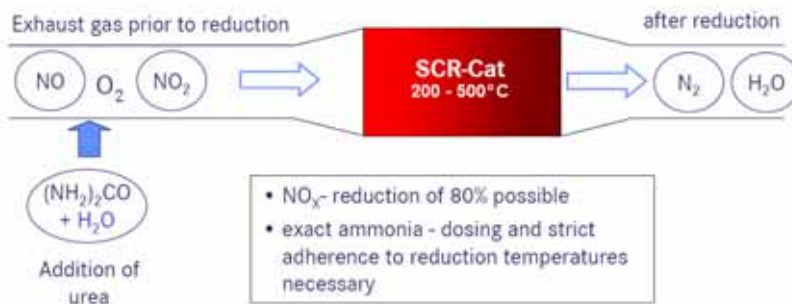 Exhaust gas prior to reduction
after reduction
NO O₂ NO₂
SCR-Cat
200 - 500°C
N₂ H₂O
(NH₂)₂CO
+ H₂O
Addition of
urea
• NOₓ- reduction of 80% possible
• exact ammonia - dosing and strict
adherence to reduction temperatures
necessary